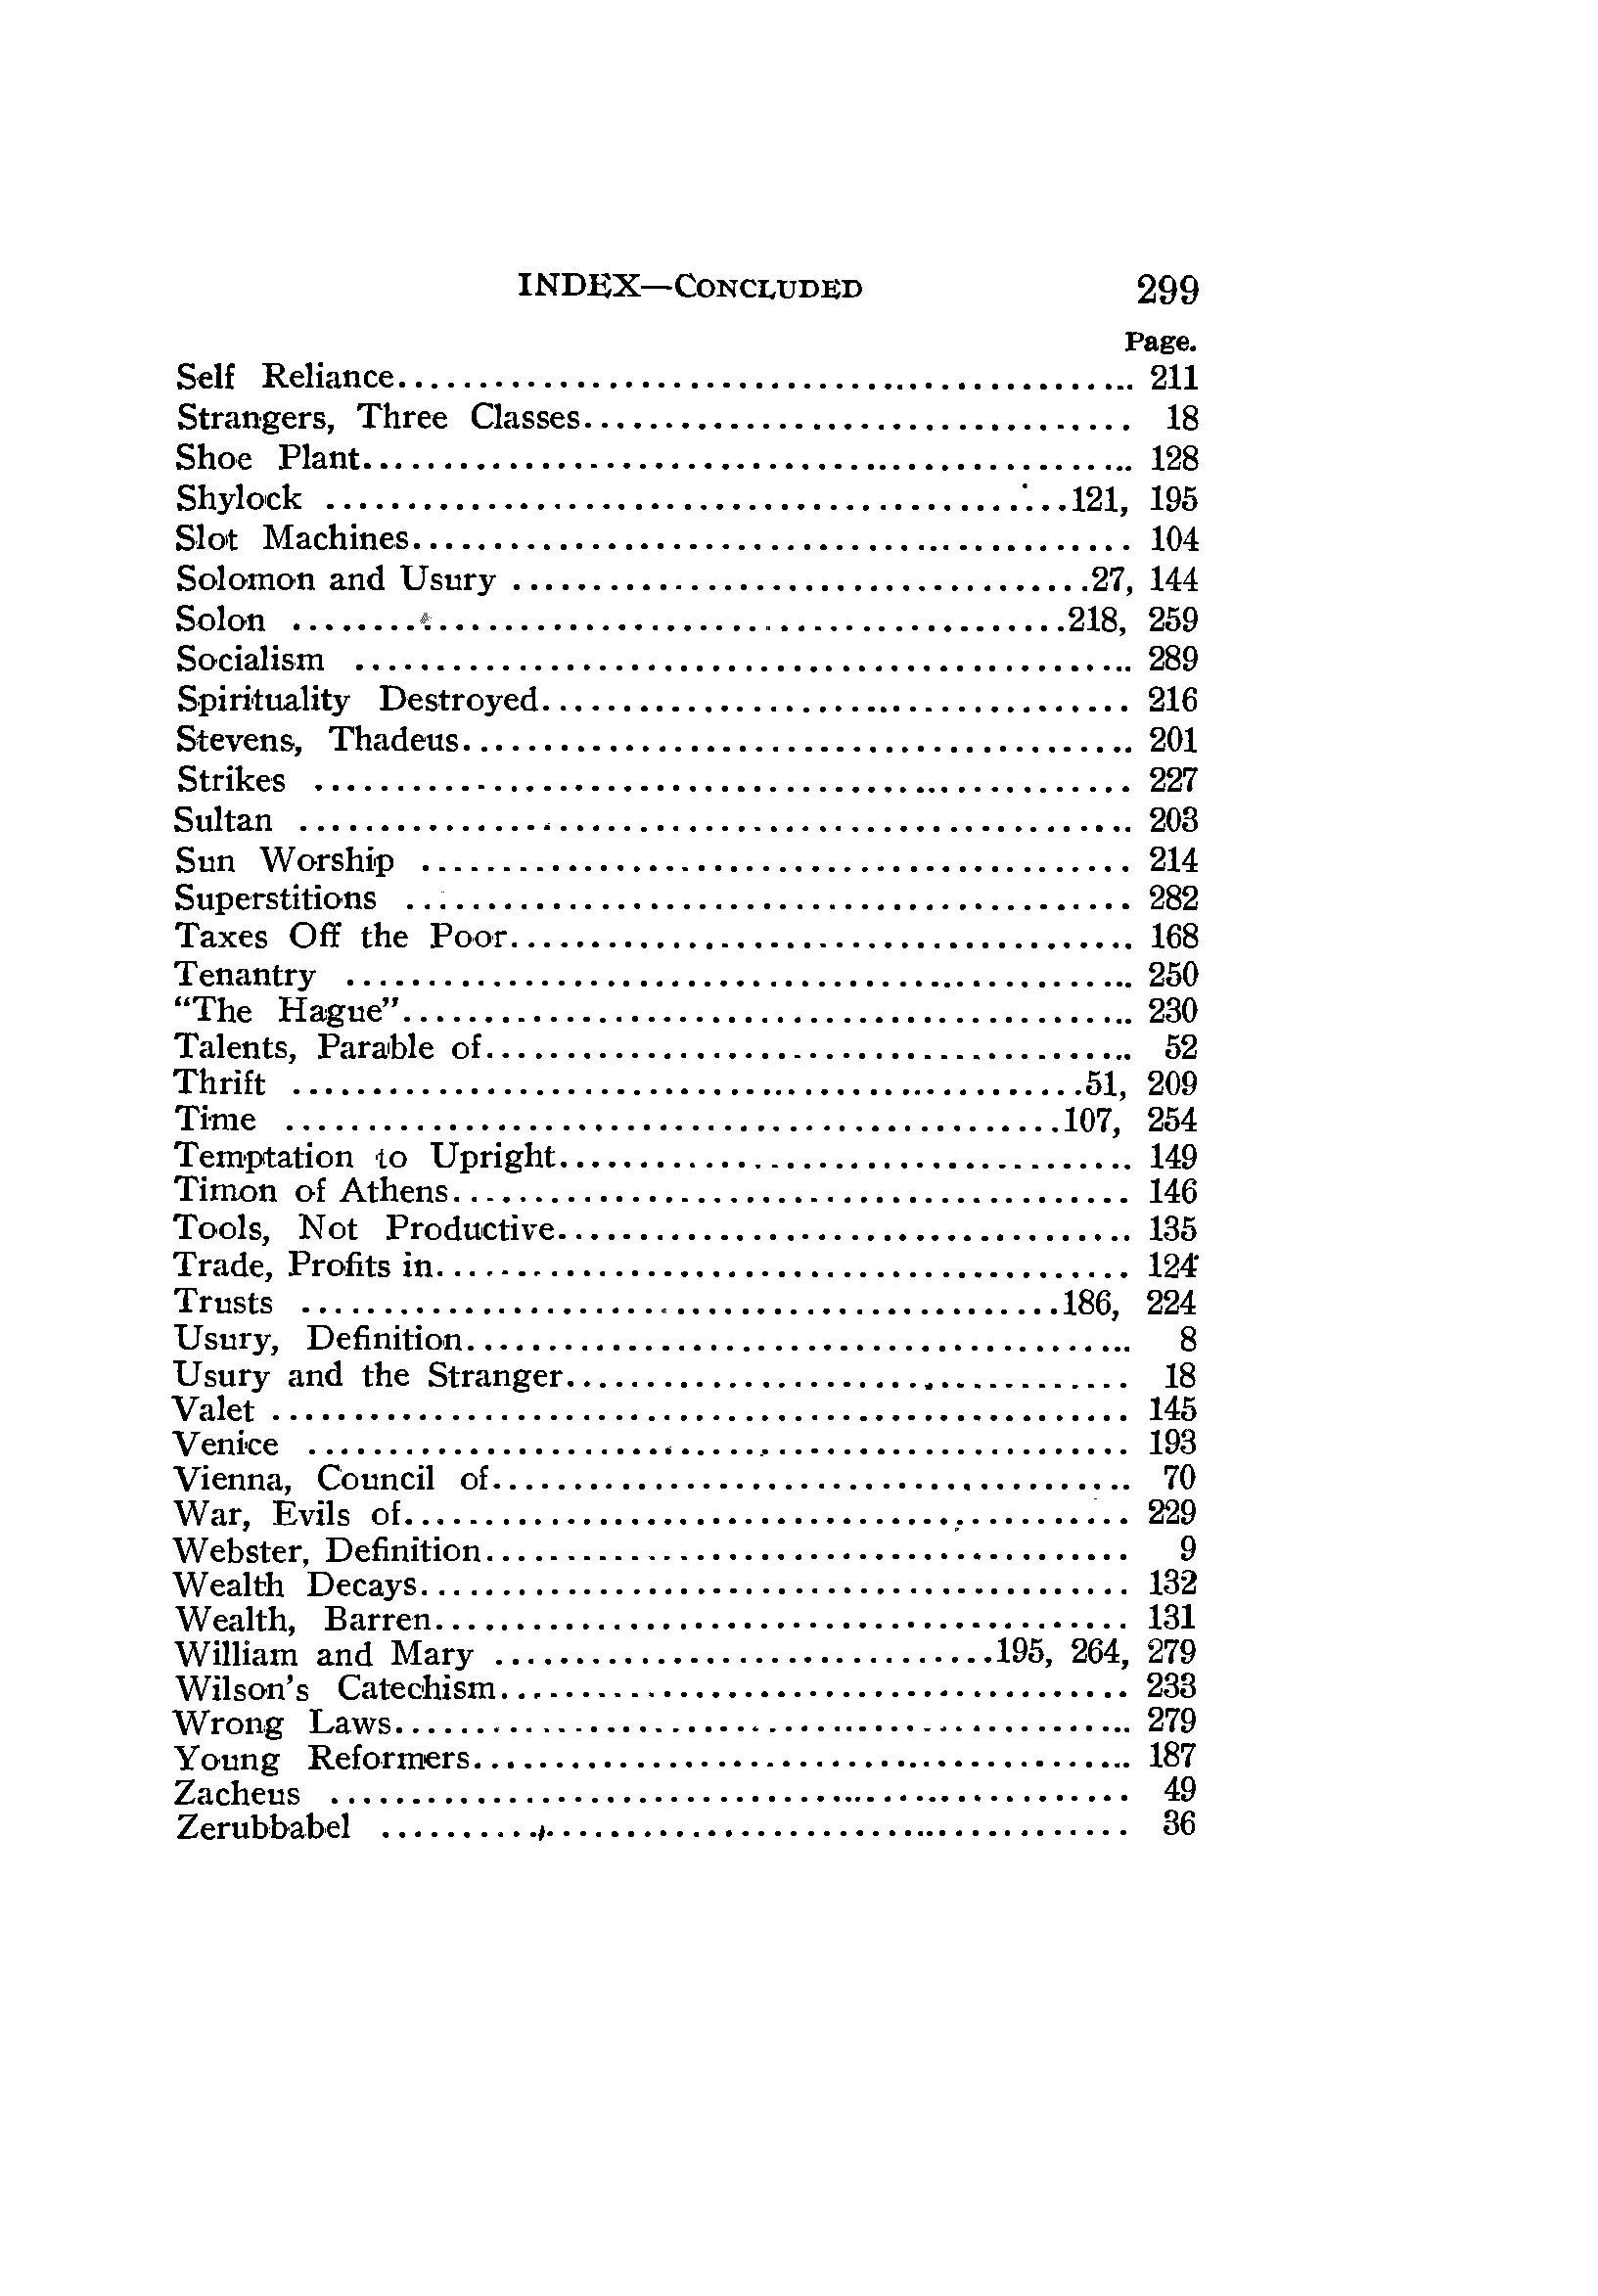 INDEX—CONCLUDED 299
Page.
Self Reliance.............................................. 211
Strangers, Three Classes.................................. 18
Shoe Plant................................................ 128
Shylock ..............................................121, 195
Slot Machines............................................. 104
Solomon and Usury ....................................27, 144
Solon ................................................218, 259
Socialism ................................................ 289
Spirituality Destroyed.................................... 216
Stevens, Thadeus.......................................... 201
Strikes .................................................. 227
Sultan ................................................... 203
Sun Worship .............................................. 214
Superstitions ............................................ 282
Taxes Off the Poor........................................ 168
Tenantry ................................................. 250
“The Hague”............................................... 230
Talents, Parable of....................................... 52
Thrift ................................................51, 209
Time .................................................107, 254
Temptation to Upright..................................... 149
Timon of Athens........................................... 146
Tools, Not Productive..................................... 135
Trade, Profits in......................................... 124
Trusts ...............................................186, 224
Usury, Definition......................................... 8
Usury and the Stranger.................................... 18
Valet .................................................... 145
Venice ................................................... 193
Vienna, Council of........................................ 70
War, Evils of............................................. 229
Webster, Definition....................................... 9
Wealth Decays............................................. 132
Wealth, Barren............................................ 131
William and Mary ................................195, 264, 279
Wilson’s Catechism........................................ 233
Wrong Laws................................................ 279
Young Reformers........................................... 187
Zacheus .................................................. 49
Zerubbabel ............................................... 36